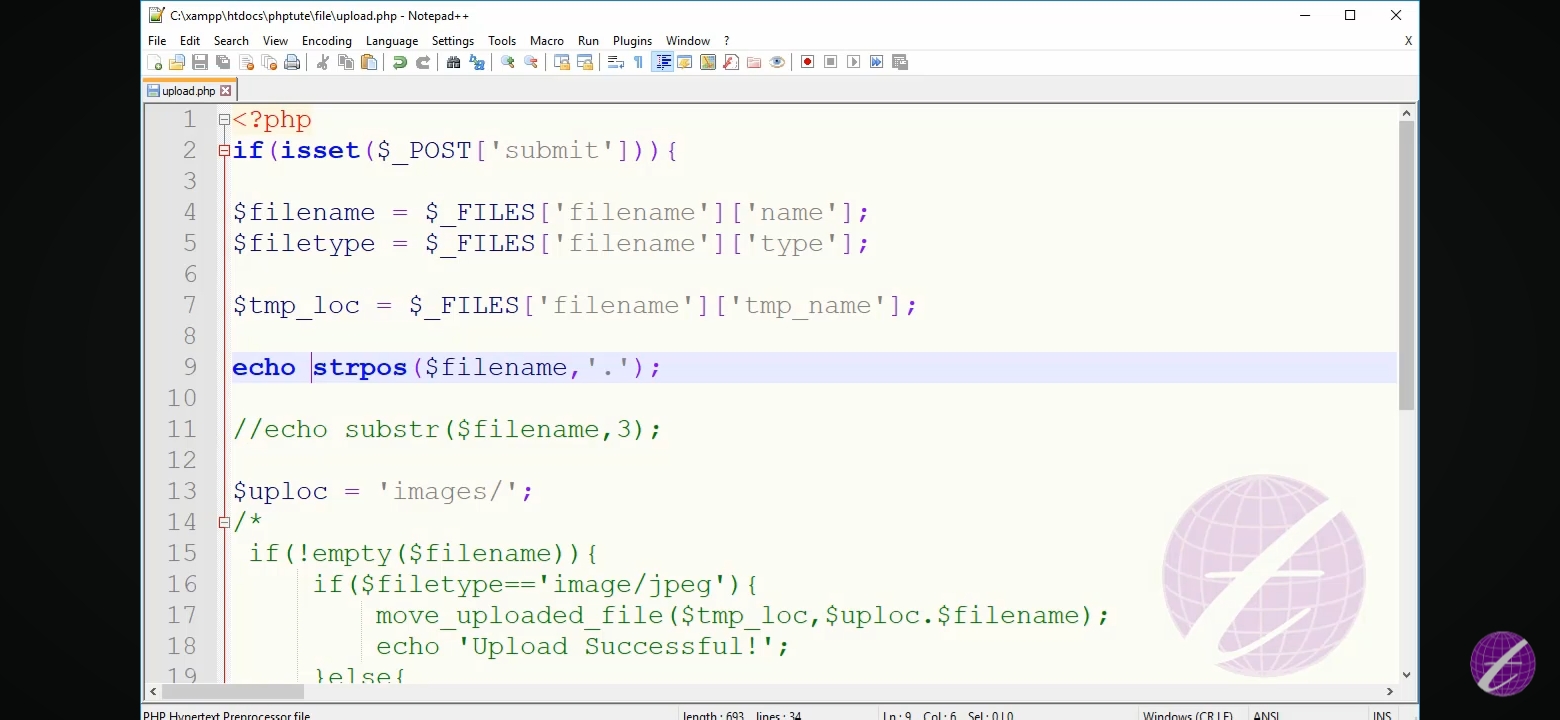 C:\xampp\htdocs\phptute\file\upload.php - Notepad++
File Edit Search View Encoding Language Settings Tools Macro Run Plugins Window ? X
upload.php
1 <?php
2 if(isset($_POST['submit'])){
3
4 $filename = $_FILES['filename']['name'];
5 $filetype = $_FILES['filename']['type'];
6
7 $tmp_loc = $_FILES['filename']['tmp_name'];
8
9 echo strpos($filename,'.');
10
11 //echo substr($filename,3);
12
13 $uploc = 'images/';
14 /*
15 if(!empty($filename)){
16 if($filetype=='image/jpeg'){
17 move_uploaded_file($tmp_loc,$uploc.$filename);
18 echo 'Upload Successful!';
19 }else{
PHP Hypertext Preprocessor file length : 693 lines : 34 Ln : 9 Col : 6 Sel : 0 | 0 Windows (CR LF) ANSI INS